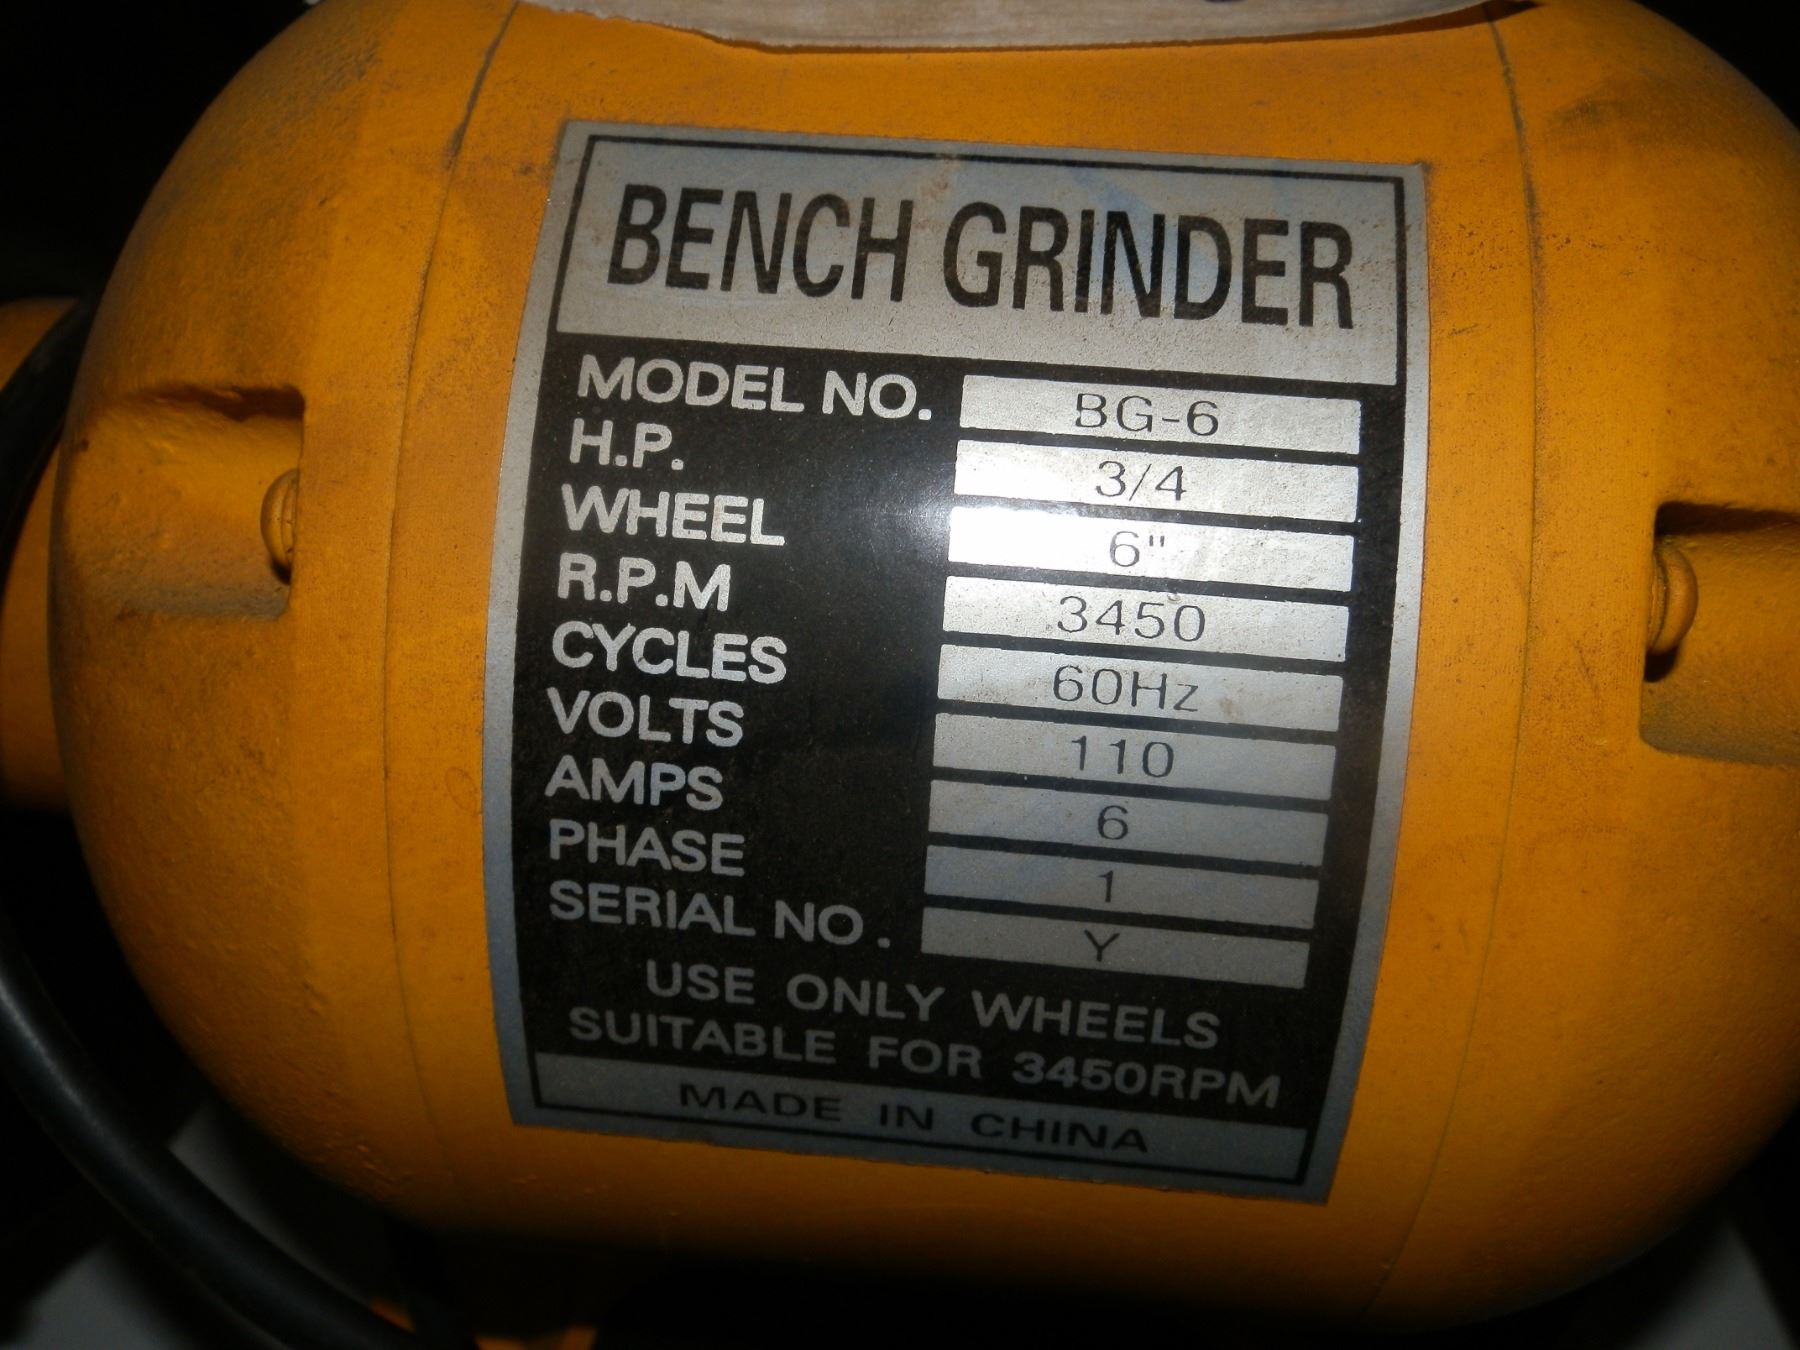 BENCH GRINDER
MODEL NO. BG-6
H.P. 3/4
WHEEL 6"
R.P.M 3450
CYCLES 60Hz
VOLTS 110
AMPS 6
PHASE 1
SERIAL NO. Y
USE ONLY WHEELS
SUITABLE FOR 3450RPM
MADE IN CHINA